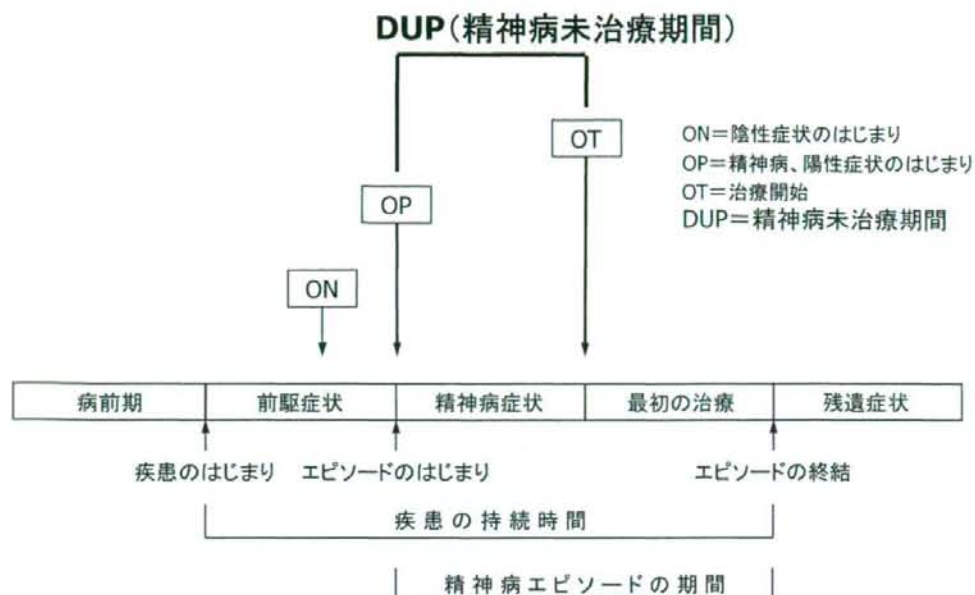 DUP(精神病未治療期間)
OT
ON=陰性症状のはじまり
OP=精神病、陽性症状のはじまり
OT=治療開始
DUP=精神病未治療期間
OP
ON
病前期 前駆症状 精神病症状 最初の治療 残遺症状
疾患のはじまり エピソードのはじまり エピソードの終結
疾患の持続時間
精神病エピソードの期間